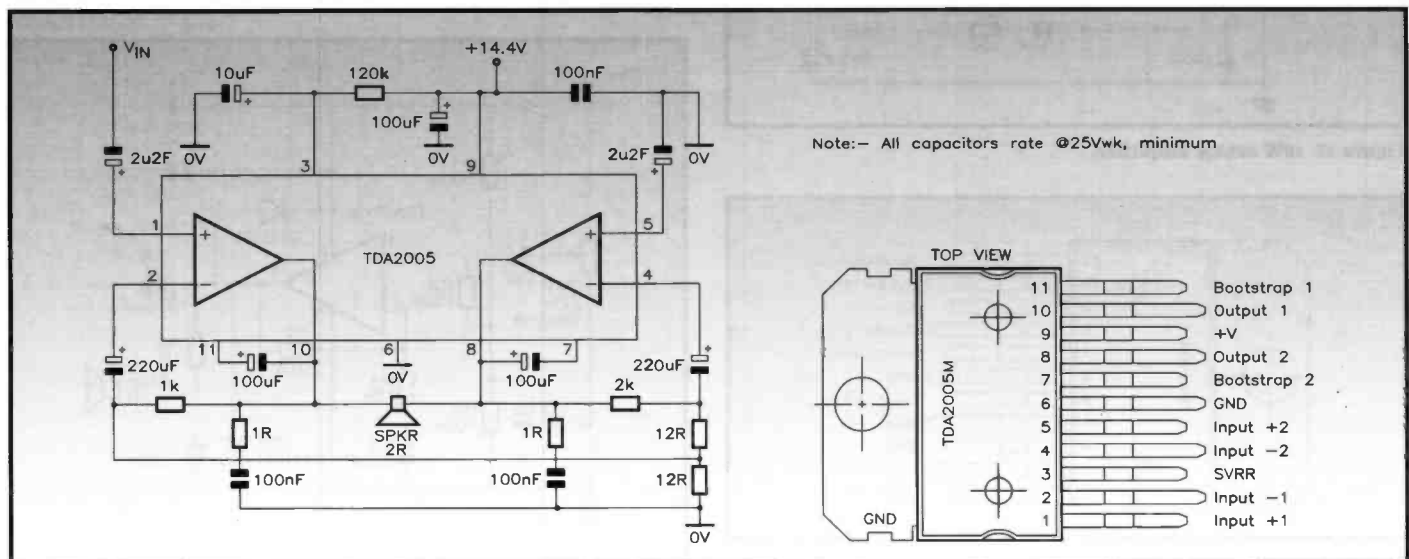 VIN
+14.4V
10uF
120k
100nF
100uF
0V
0V
0V
2u2F
2u2F
3
9
1
5
TDA2005
2
4
11
10
6
8
7
220uF
100uF
0V
100uF
220uF
1k
2k
1R
SPKR
2R
1R
12R
100nF
100nF
12R
0V
Note:– All capacitors rate @25Vwk, minimum
TOP VIEW
TDA2005M
11 Bootstrap 1
10 Output 1
9 +V
8 Output 2
7 Bootstrap 2
6 GND
5 Input +2
4 Input -2
3 SVRR
2 Input -1
1 Input +1
GND